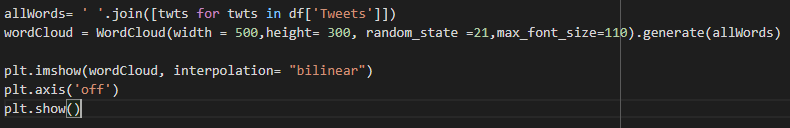 allWords= ' '.join([twts for twts in df['Tweets']])
wordCloud = WordCloud(width = 500,height= 300, random_state =21,max_font_size=110).generate(allWords)
plt.imshow(wordCloud, interpolation= "bilinear")
plt.axis('off')
plt.show()